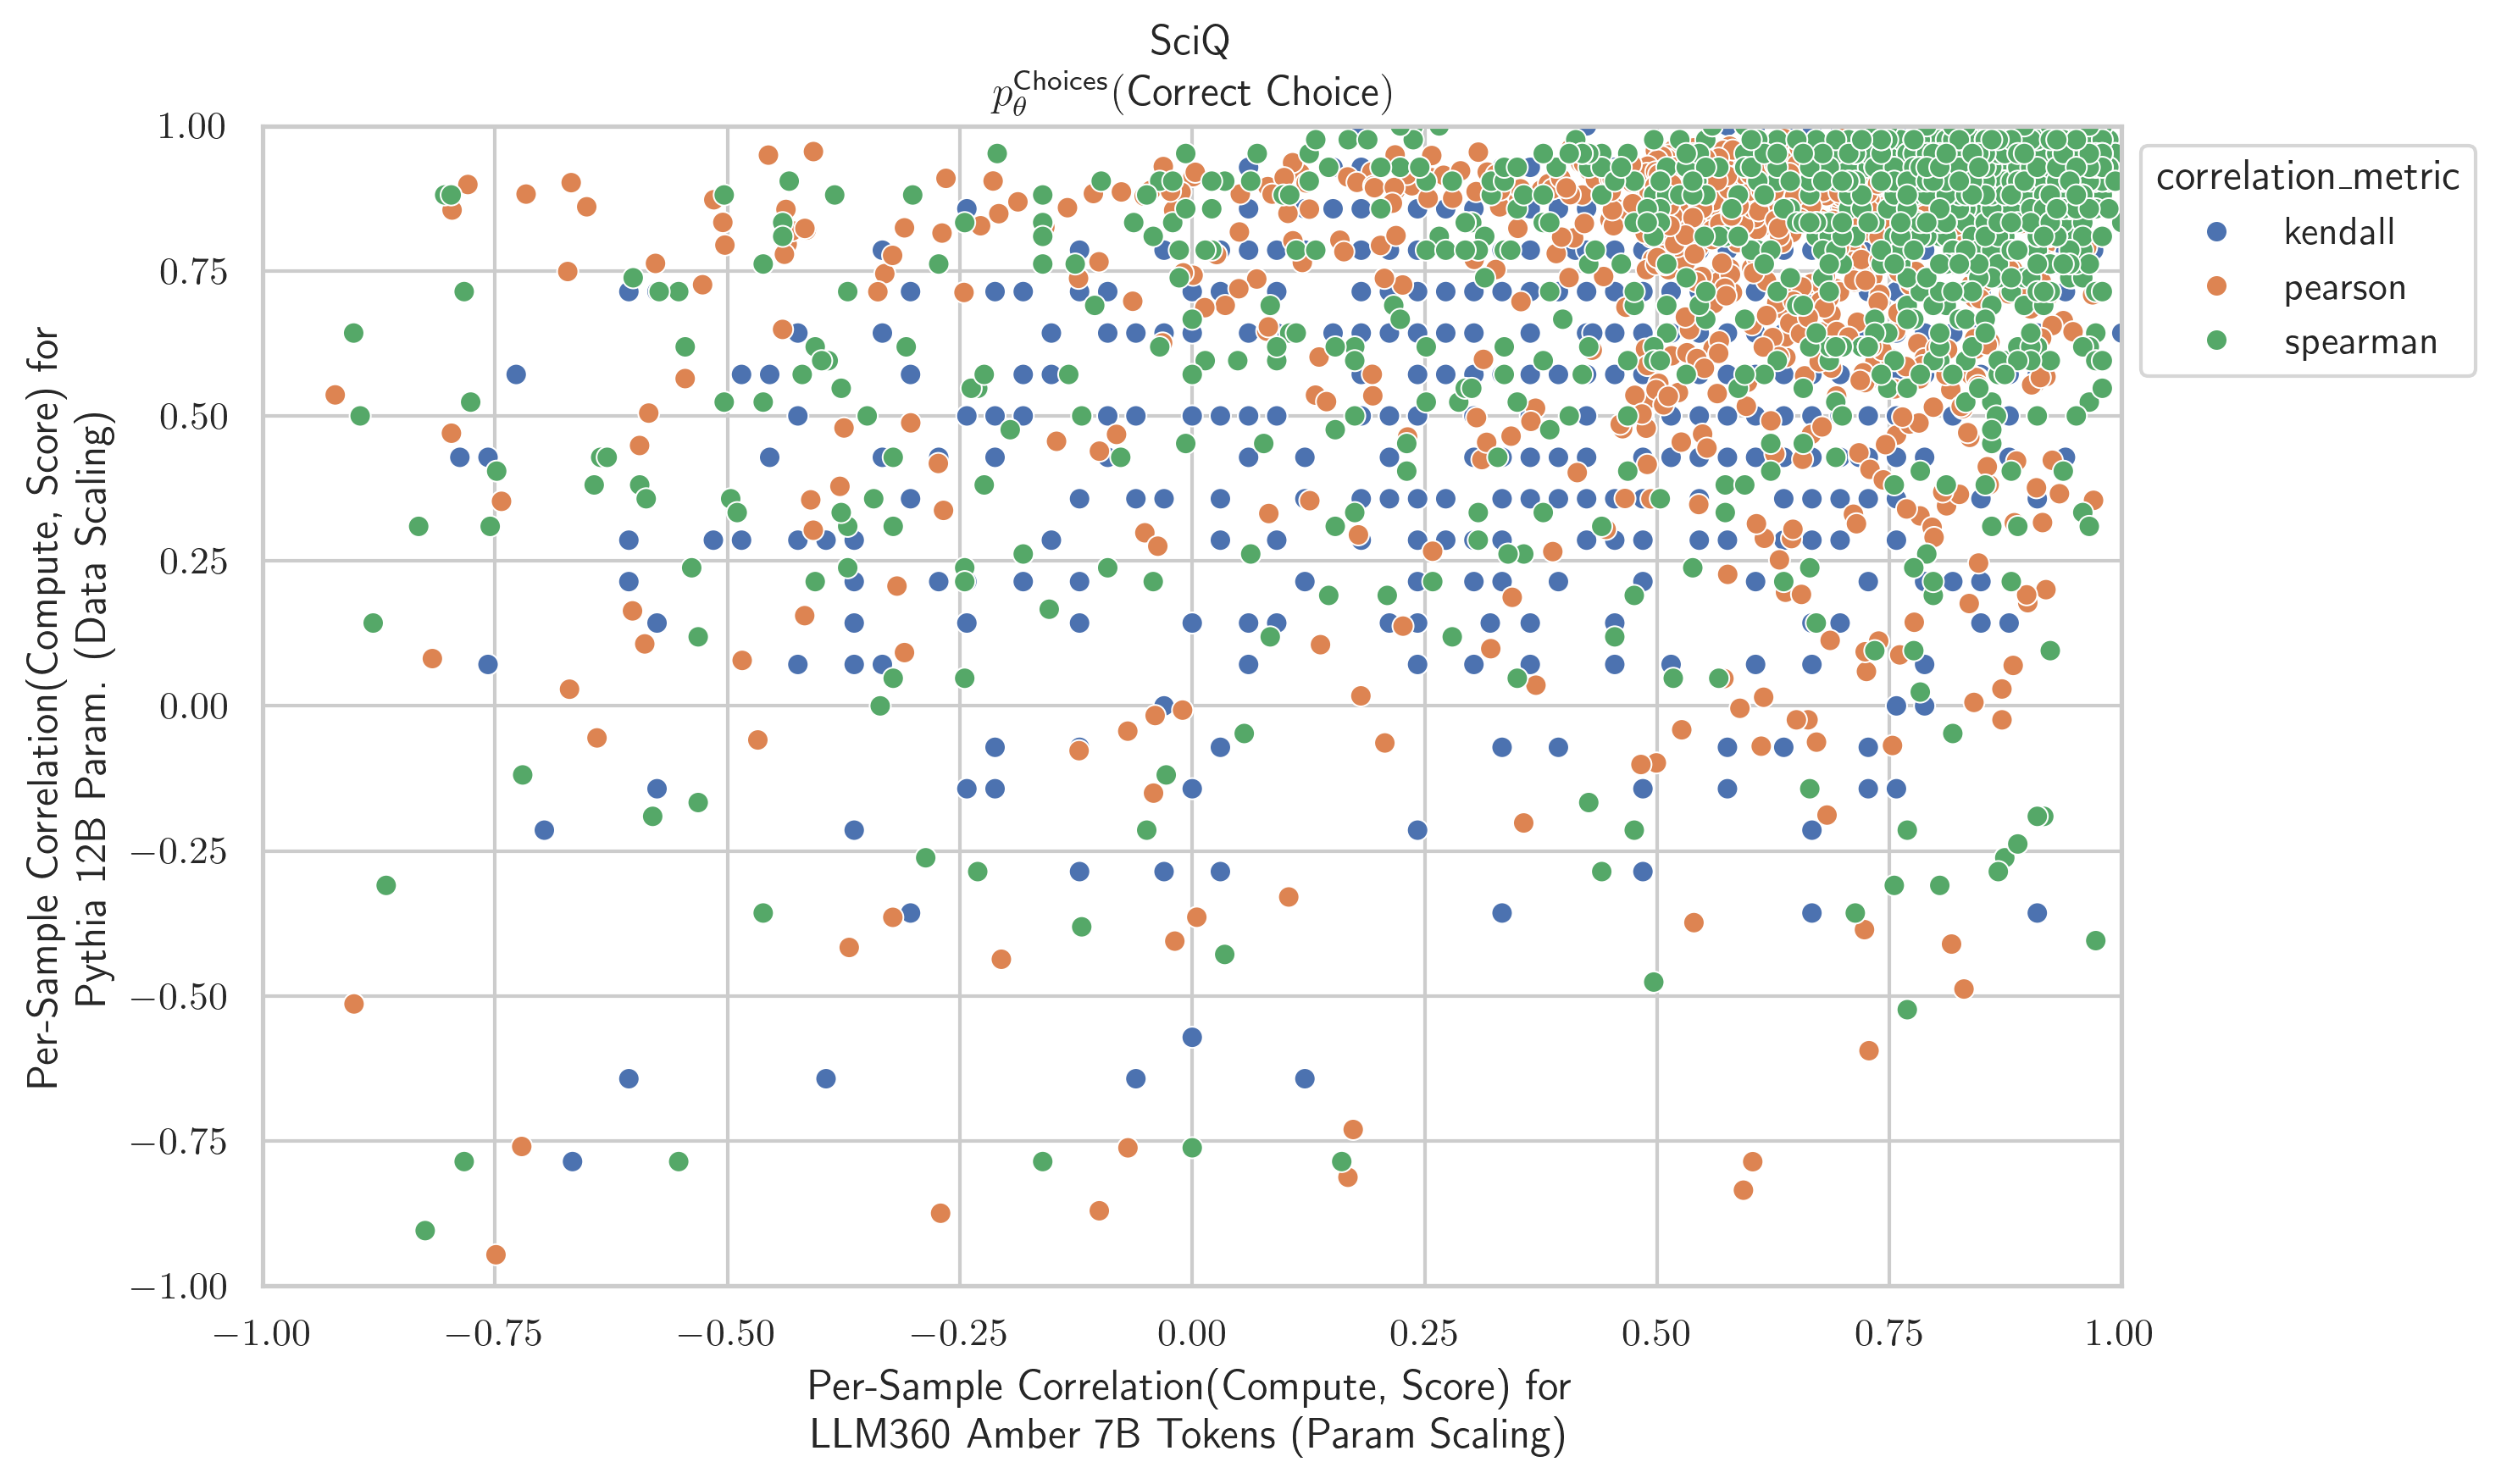 SciQ
p_θ^Choices(Correct Choice)
1.00
0.75
0.50
0.25
0.00
−0.25
−0.50
−0.75
−1.00
Per-Sample Correlation(Compute, Score) for
Pythia 12B Param. (Data Scaling)
correlation_metric
kendall
pearson
spearman
−1.00 −0.75 −0.50 −0.25 0.00 0.25 0.50 0.75 1.00
Per-Sample Correlation(Compute, Score) for
LLM360 Amber 7B Tokens (Param Scaling)